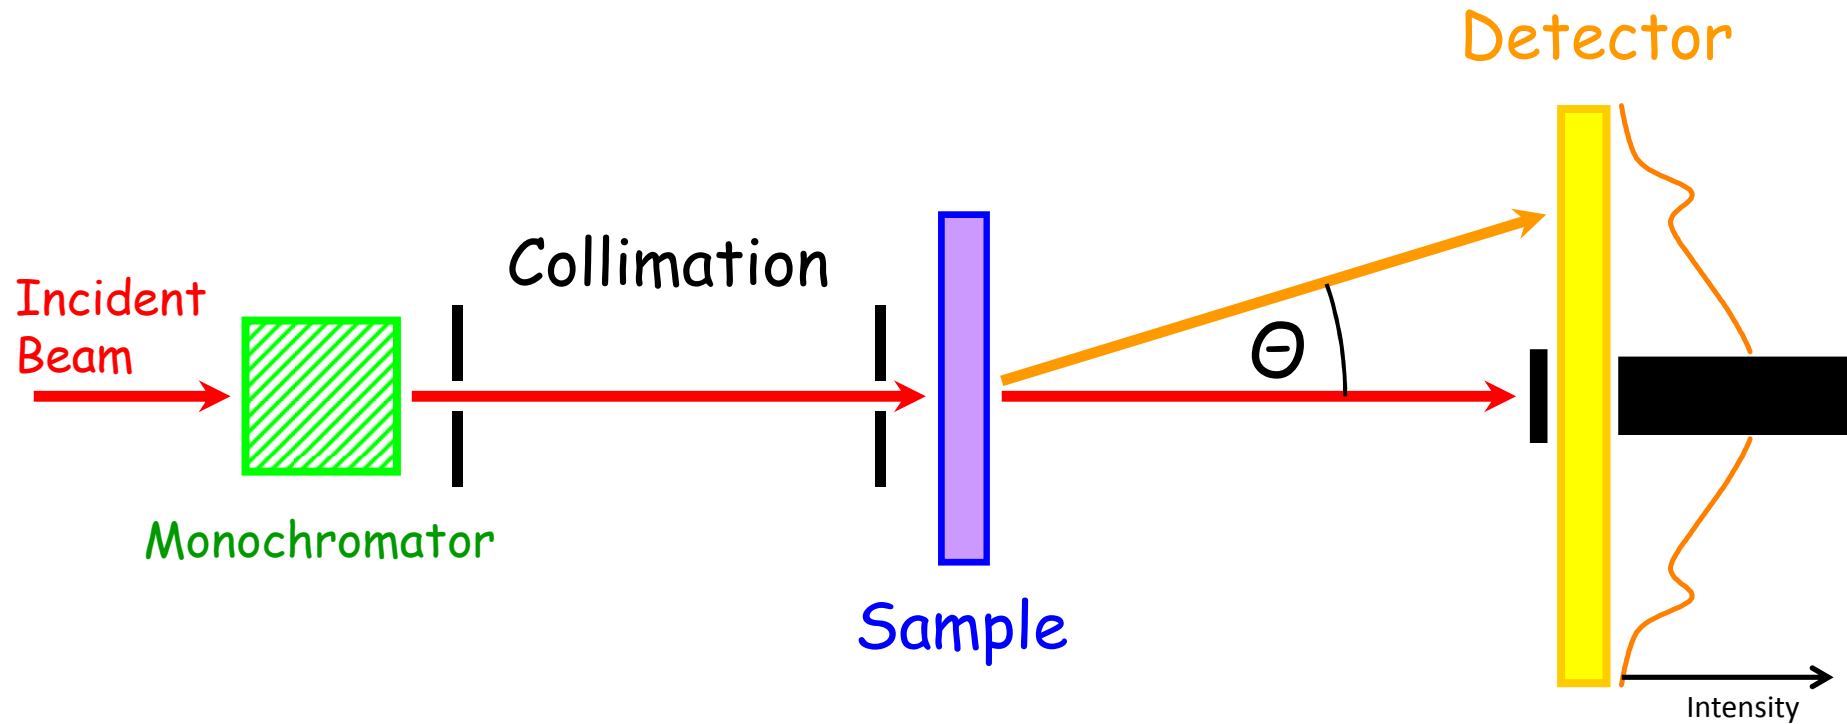 Detector
Collimation
Incident
Beam
Θ
Monochromator
Sample
Intensity